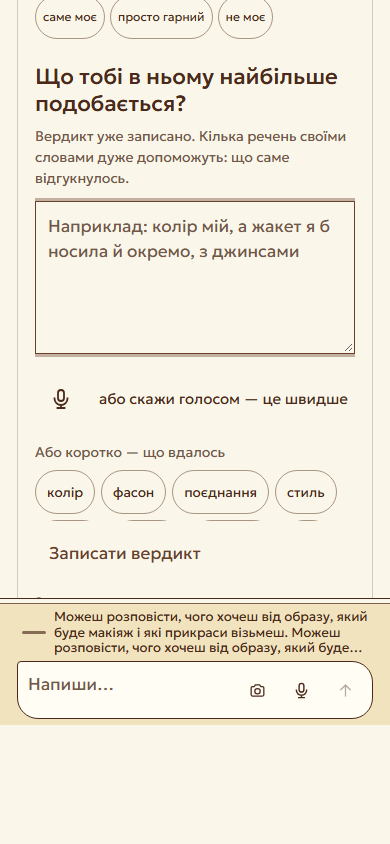 саме моє просто гарний не моє
Що тобі в ньому найбільше
подобається?
Вердикт уже записано. Кілька речень своїми
словами дуже допоможуть: що саме
відгукнулось.
Наприклад: колір мій, а жакет я б
носила й окремо, з джинсами
або скажи голосом — це швидше
Або коротко — що вдалось
колір фасон поєднання стиль
Записати вердикт
Можеш розповісти, чого хочеш від образу, який
буде макіяж і які прикраси візьмеш. Можеш
розповісти, чого хочеш від образу, який буде…
Напиши…